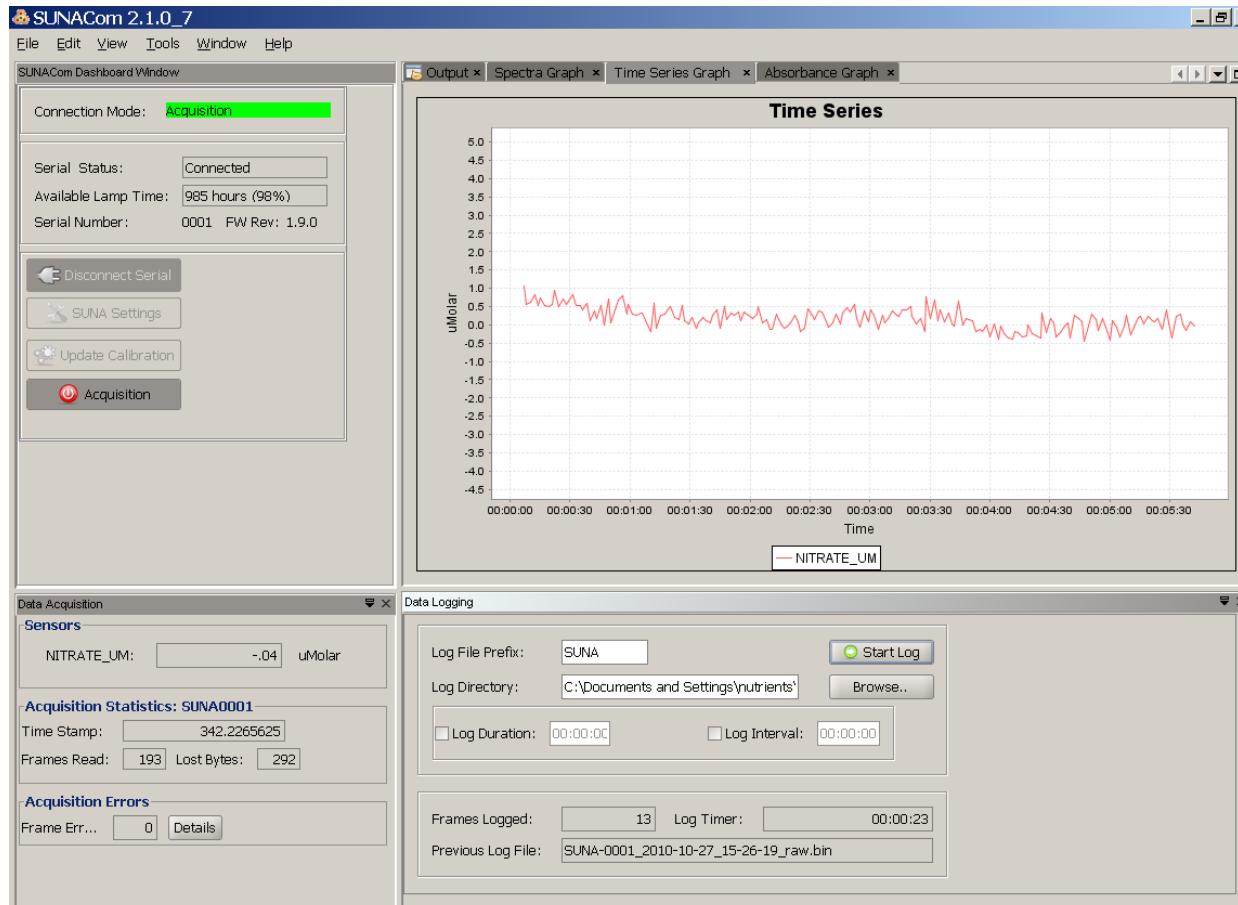 SUNACom 2.1.0_7
File Edit View Tools Window Help
SUNACom Dashboard Window
Connection Mode: Acquisition
Serial Status: Connected
Available Lamp Time: 985 hours (98%)
Serial Number: 0001 FW Rev: 1.9.0
Disconnect Serial
SUNA Settings
Update Calibration
Acquisition
Output × Spectra Graph × Time Series Graph × Absorbance Graph ×
Time Series
uMolar
5.0
4.5
4.0
3.5
3.0
2.5
2.0
1.5
1.0
0.5
0.0
-0.5
-1.0
-1.5
-2.0
-2.5
-3.0
-3.5
-4.0
-4.5
00:00:00 00:00:30 00:01:00 00:01:30 00:02:00 00:02:30 00:03:00 00:03:30 00:04:00 00:04:30 00:05:00 00:05:30
Time
NITRATE_UM
Data Acquisition
Sensors
NITRATE_UM: -.04 uMolar
Acquisition Statistics: SUNA0001
Time Stamp: 342.2265625
Frames Read: 193 Lost Bytes: 292
Acquisition Errors
Frame Err... 0 Details
Data Logging
Log File Prefix: SUNA Start Log
Log Directory: C:\Documents and Settings\nutrients' Browse..
Log Duration: 00:00:0C Log Interval: 00:00:00
Frames Logged: 13 Log Timer: 00:00:23
Previous Log File: SUNA-0001_2010-10-27_15-26-19_raw.bin